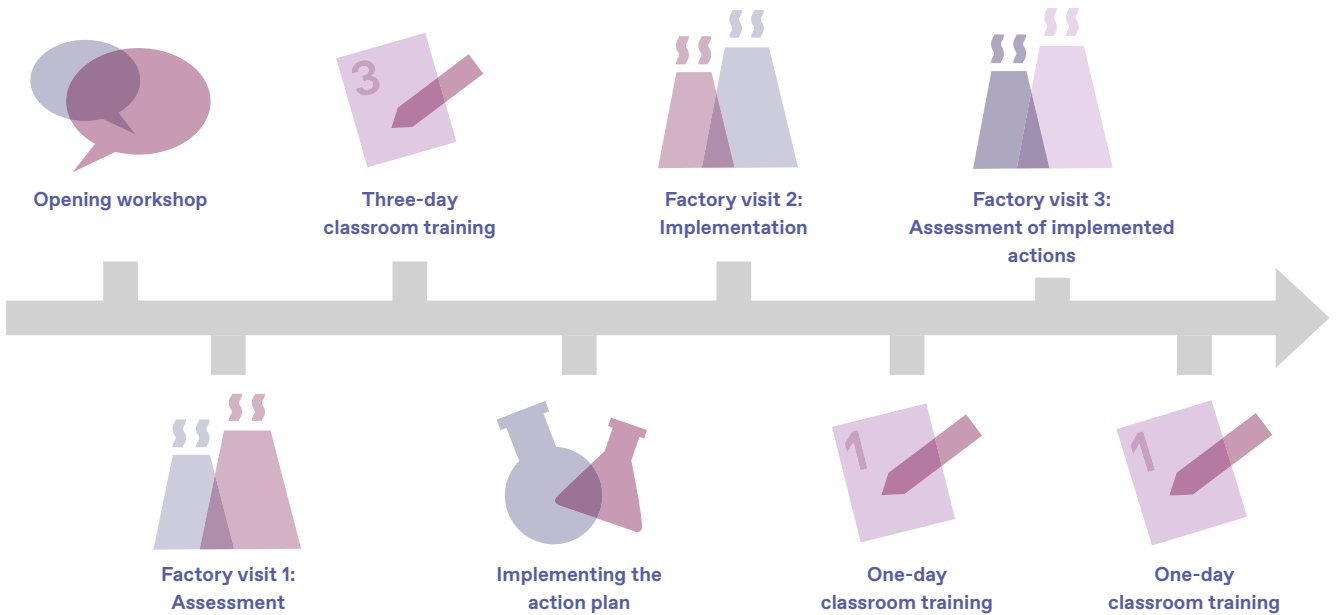 3
Opening workshop
Three-day
classroom training
Factory visit 2:
Implementation
Factory visit 3:
Assessment of implemented
actions
1
1
Factory visit 1:
Assessment
Implementing the
action plan
One-day
classroom training
One-day
classroom training